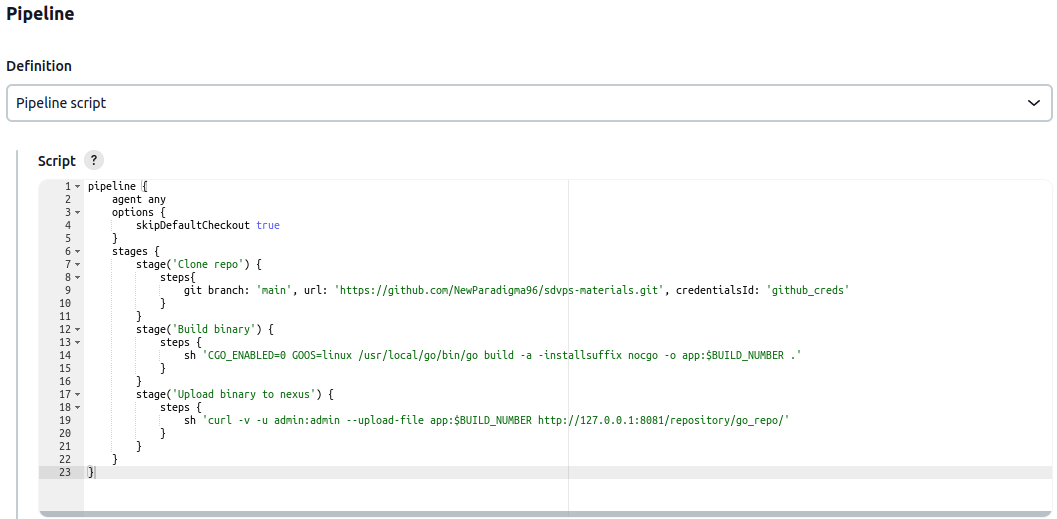 Pipeline
Definition
Pipeline script
Script ?
1 pipeline {
2     agent any
3     options {
4         skipDefaultCheckout true
5     }
6     stages {
7         stage('Clone repo') {
8             steps{
9                 git branch: 'main', url: 'https://github.com/NewParadigma96/sdvps-materials.git', credentialsId: 'github_creds'
10             }
11         }
12         stage('Build binary') {
13             steps {
14                 sh 'CGO_ENABLED=0 GOOS=linux /usr/local/go/bin/go build -a -installsuffix nocgo -o app:$BUILD_NUMBER .'
15             }
16         }
17         stage('Upload binary to nexus') {
18             steps {
19                 sh 'curl -v -u admin:admin --upload-file app:$BUILD_NUMBER http://127.0.0.1:8081/repository/go_repo/'
20             }
21         }
22     }
23 }